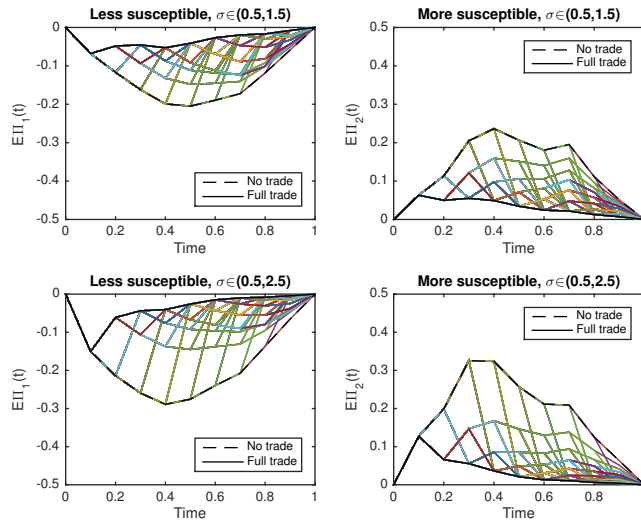 Less susceptible, σ∈(0.5,1.5)
0
-0.1
-0.2
-0.3
-0.4
-0.5
EΠ₁(t)
No trade
Full trade
0 0.2 0.4 0.6 0.8 1
Time
More susceptible, σ∈(0.5,1.5)
0.5
0.4
0.3
0.2
0.1
0
EΠ₂(t)
No trade
Full trade
0 0.2 0.4 0.6 0.8
Time
Less susceptible, σ∈(0.5,2.5)
0
-0.1
-0.2
-0.3
-0.4
-0.5
EΠ₁(t)
No trade
Full trade
0 0.2 0.4 0.6 0.8 1
Time
More susceptible, σ∈(0.5,2.5)
0.5
0.4
0.3
0.2
0.1
0
EΠ₂(t)
No trade
Full trade
0 0.2 0.4 0.6 0.8
Time